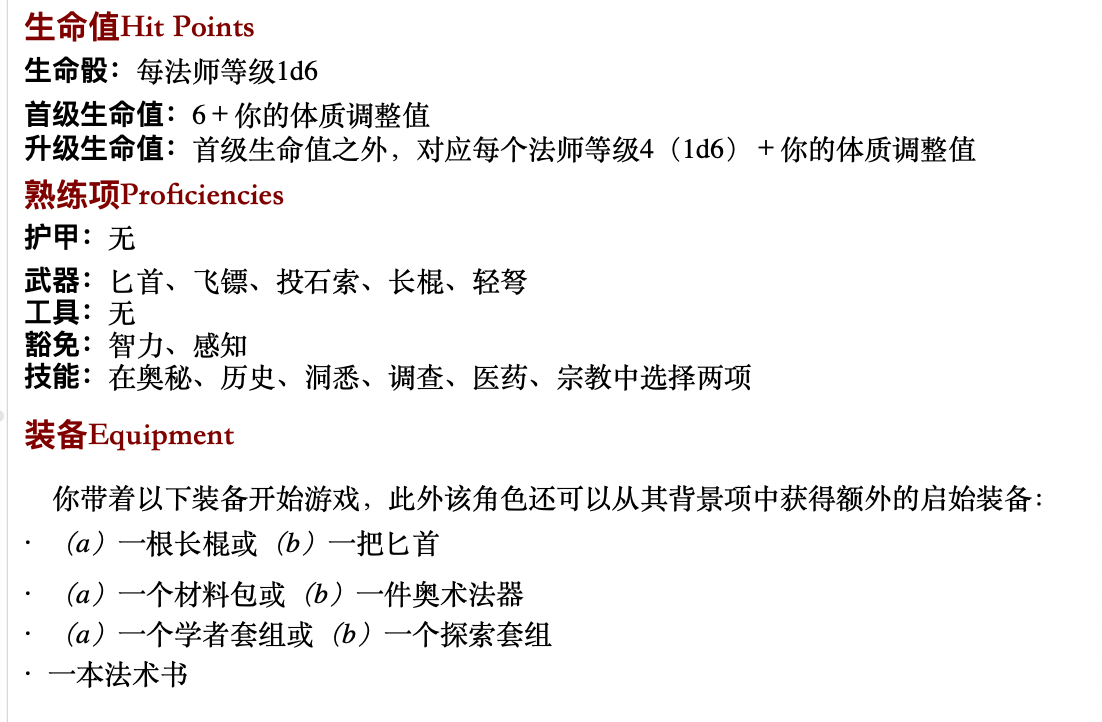 生命值Hit Points
生命骰：每法师等级1d6
首级生命值：6 + 你的体质调整值
升级生命值：首级生命值之外，对应每个法师等级4（1d6）+ 你的体质调整值
熟练项Proficiencies
护甲：无
武器：匕首、飞镖、投石索、长棍、轻弩
工具：无
豁免：智力、感知
技能：在奥秘、历史、洞悉、调查、医药、宗教中选择两项
装备Equipment
你带着以下装备开始游戏，此外该角色还可以从其背景项中获得额外的启始装备：
· （a）一根长棍或（b）一把匕首
· （a）一个材料包或（b）一件奥术法器
· （a）一个学者套组或（b）一个探索套组
· 一本法术书